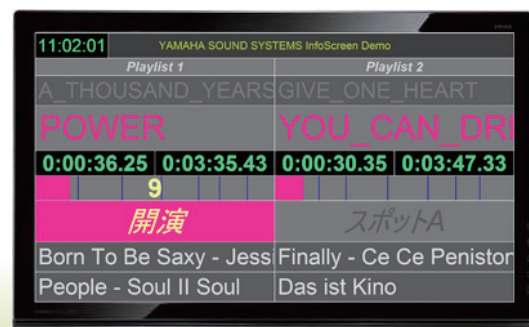 11:02:01 YAMAHA SOUND SYSTEMS InfoScreen Demo
Playlist 1 Playlist 2
A_THOUSAND_YEARS GIVE_ONE_HEART
POWER YOU_CAN_DRI
0:00:36.25 0:03:35.43 0:00:30.35 0:03:47.33
9
開演 スポットA
Born To Be Saxy - Jessi Finally - Ce Ce Peniston
People - Soul II Soul Das ist Kino